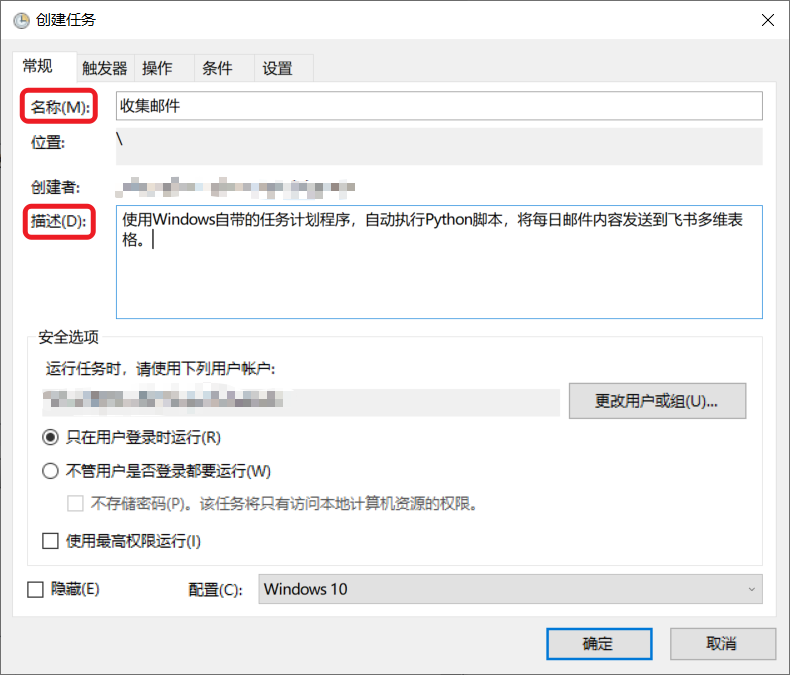 创建任务
常规 触发器 操作 条件 设置
名称(M): 收集邮件
位置: \
创建者:
描述(D): 使用Windows自带的任务计划程序，自动执行Python脚本，将每日邮件内容发送到飞书多维表
格。
安全选项
运行任务时，请使用下列用户帐户:
更改用户或组(U)...
只在用户登录时运行(R)
不管用户是否登录都要运行(W)
不存储密码(P)。该任务将只有访问本地计算机资源的权限。
使用最高权限运行(I)
隐藏(E) 配置(C): Windows 10
确定 取消